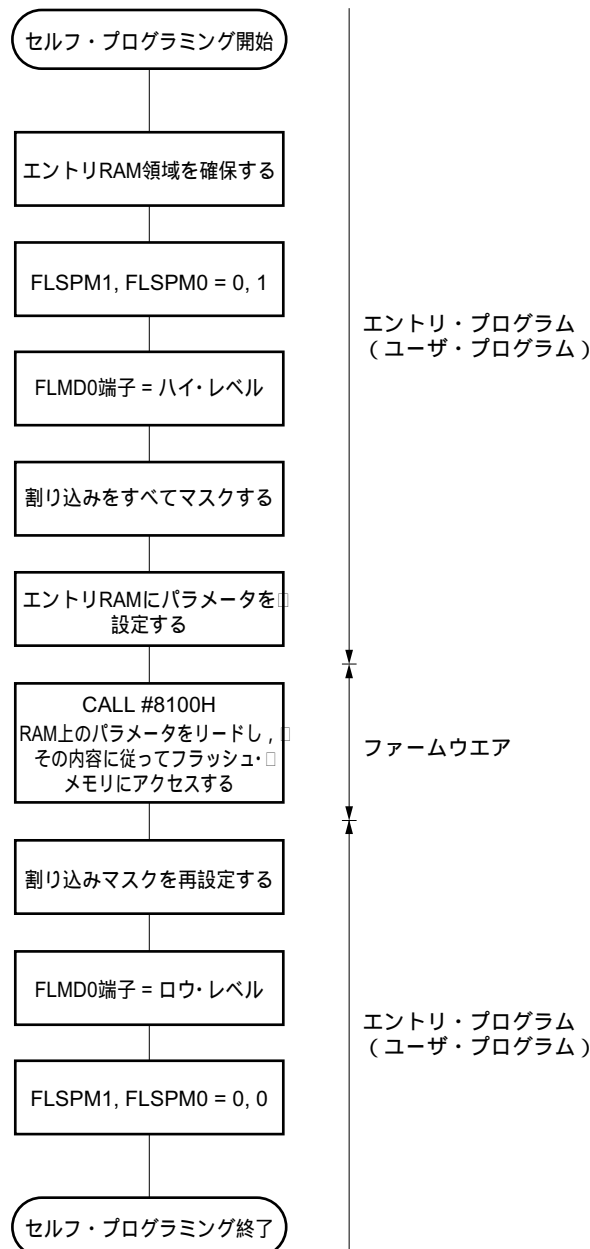 セルフ・プログラミング開始
エントリRAM領域を確保する
FLSPM1, FLSPM0 = 0, 1
FLMD0端子 = ハイ・レベル
割り込みをすべてマスクする
エントリRAMにパラメータを
設定する
エントリ・プログラム
（ユーザ・プログラム）
CALL #8100H
RAM上のパラメータをリードし，
その内容に従ってフラッシュ・
メモリにアクセスする
ファームウエア
割り込みマスクを再設定する
FLMD0端子 = ロウ・レベル
FLSPM1, FLSPM0 = 0, 0
エントリ・プログラム
（ユーザ・プログラム）
セルフ・プログラミング終了